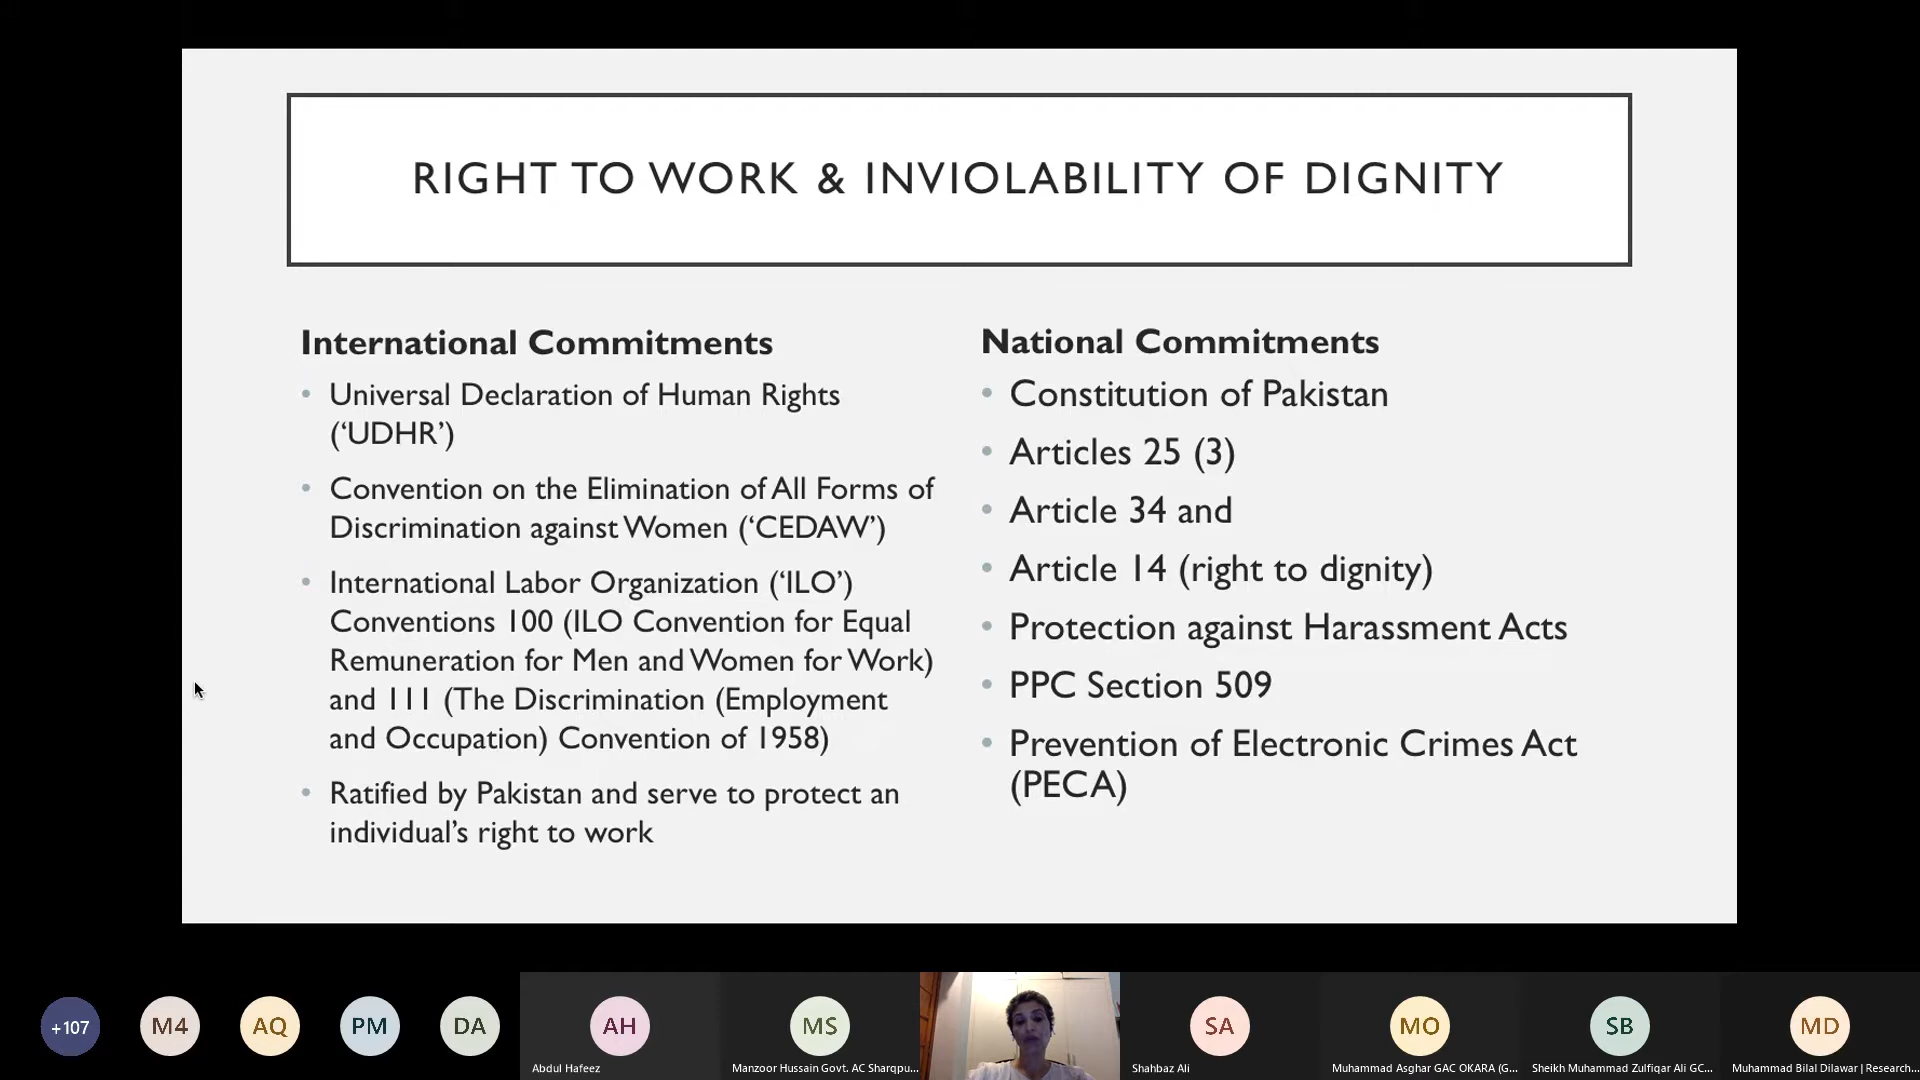 RIGHT TO WORK & INVIOLABILITY OF DIGNITY
International Commitments
• Universal Declaration of Human Rights
(‘UDHR’)
• Convention on the Elimination of All Forms of
Discrimination against Women (‘CEDAW’)
• International Labor Organization (‘ILO’)
Conventions 100 (ILO Convention for Equal
Remuneration for Men and Women for Work)
and 111 (The Discrimination (Employment
and Occupation) Convention of 1958)
• Ratified by Pakistan and serve to protect an
individual’s right to work
National Commitments
• Constitution of Pakistan
• Articles 25 (3)
• Article 34 and
• Article 14 (right to dignity)
• Protection against Harassment Acts
• PPC Section 509
• Prevention of Electronic Crimes Act
(PECA)
+107
M4
AQ
PM
DA
AH
Abdul Hafeez
MS
Manzoor Hussain Govt. AC Sharqpu...
SA
Shahbaz Ali
MO
Muhammad Asghar GAC OKARA (G...
SB
Sheikh Muhammad Zulfiqar Ali GC...
MD
Muhammad Bilal Dilawar | Research...